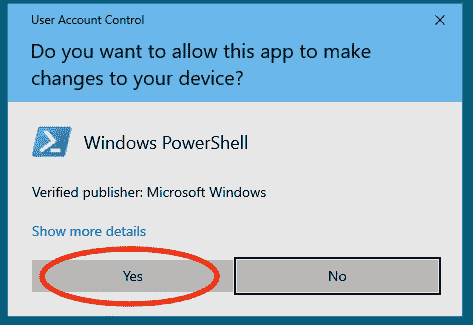 User Account Control
Do you want to allow this app to make
changes to your device?
Windows PowerShell
Verified publisher: Microsoft Windows
Show more details
Yes
No